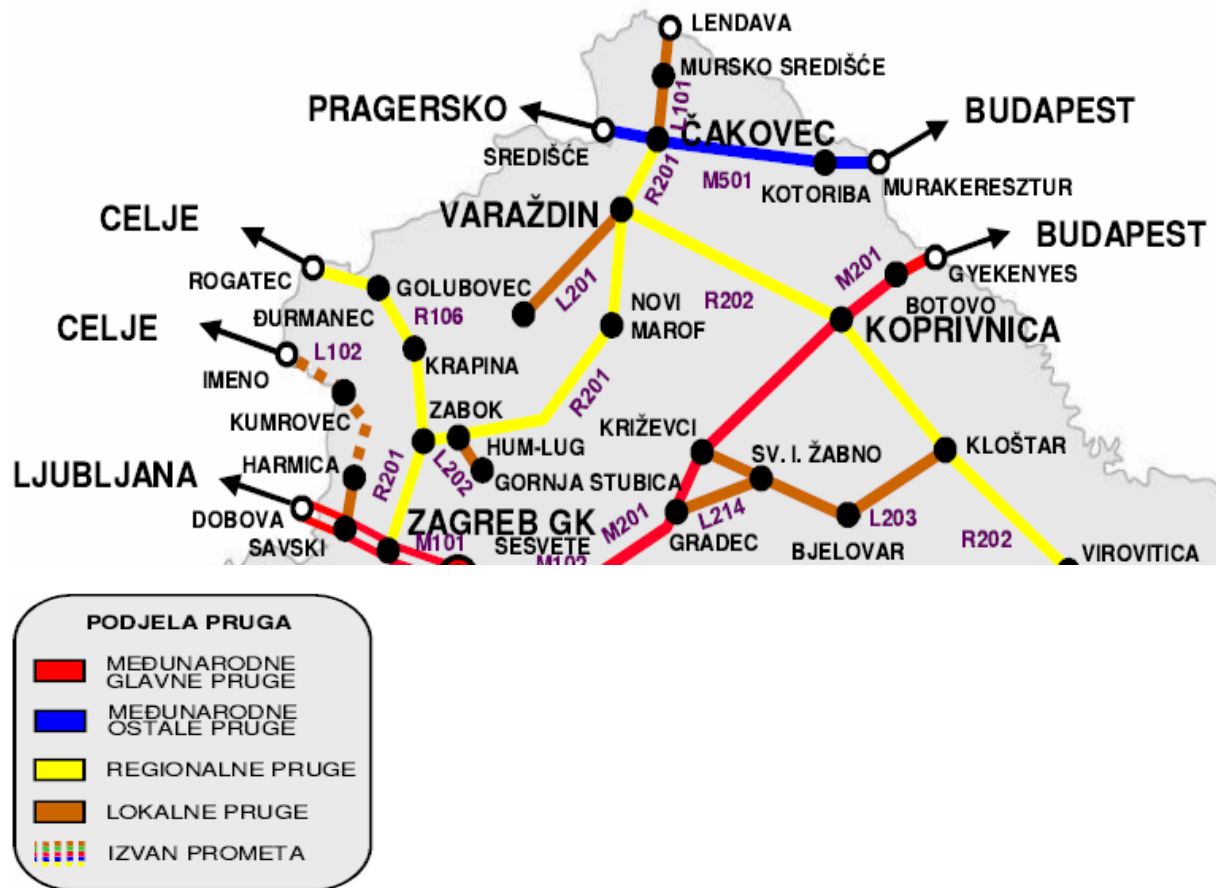 LENDAVA
MURSKO SREDIŠĆE
L101
PRAGERSKO
BUDAPEST
ČAKOVEC
SREDIŠĆE
R201
M501
KOTORIBA
MURAKERESZTUR
VARAŽDIN
CELJE
BUDAPEST
ROGATEC
GOLUBOVEC
L201
M201
GYEKENYES
ĐURMANEC
R106
NOVI
MAROF
R202
BOTOVO
KOPRIVNICA
CELJE
L102
IMENO
KRAPINA
R201
KUMROVEC
ZABOK
HUM-LUG
KRIŽEVCI
KLOŠTAR
HARMICA
R201
L202
GORNJA STUBICA
SV. I. ŽABNO
LJUBLJANA
DOBOVA
ZAGREB GK
M201
L214
L203
SAVSKI
M101
SESVETE
M102
GRADEC
BJELOVAR
R202
VIROVITICA
PODJELA PRUGA
MEĐUNARODNE
GLAVNE PRUGE
MEĐUNARODNE
OSTALE PRUGE
REGIONALNE PRUGE
LOKALNE PRUGE
IZVAN PROMETA